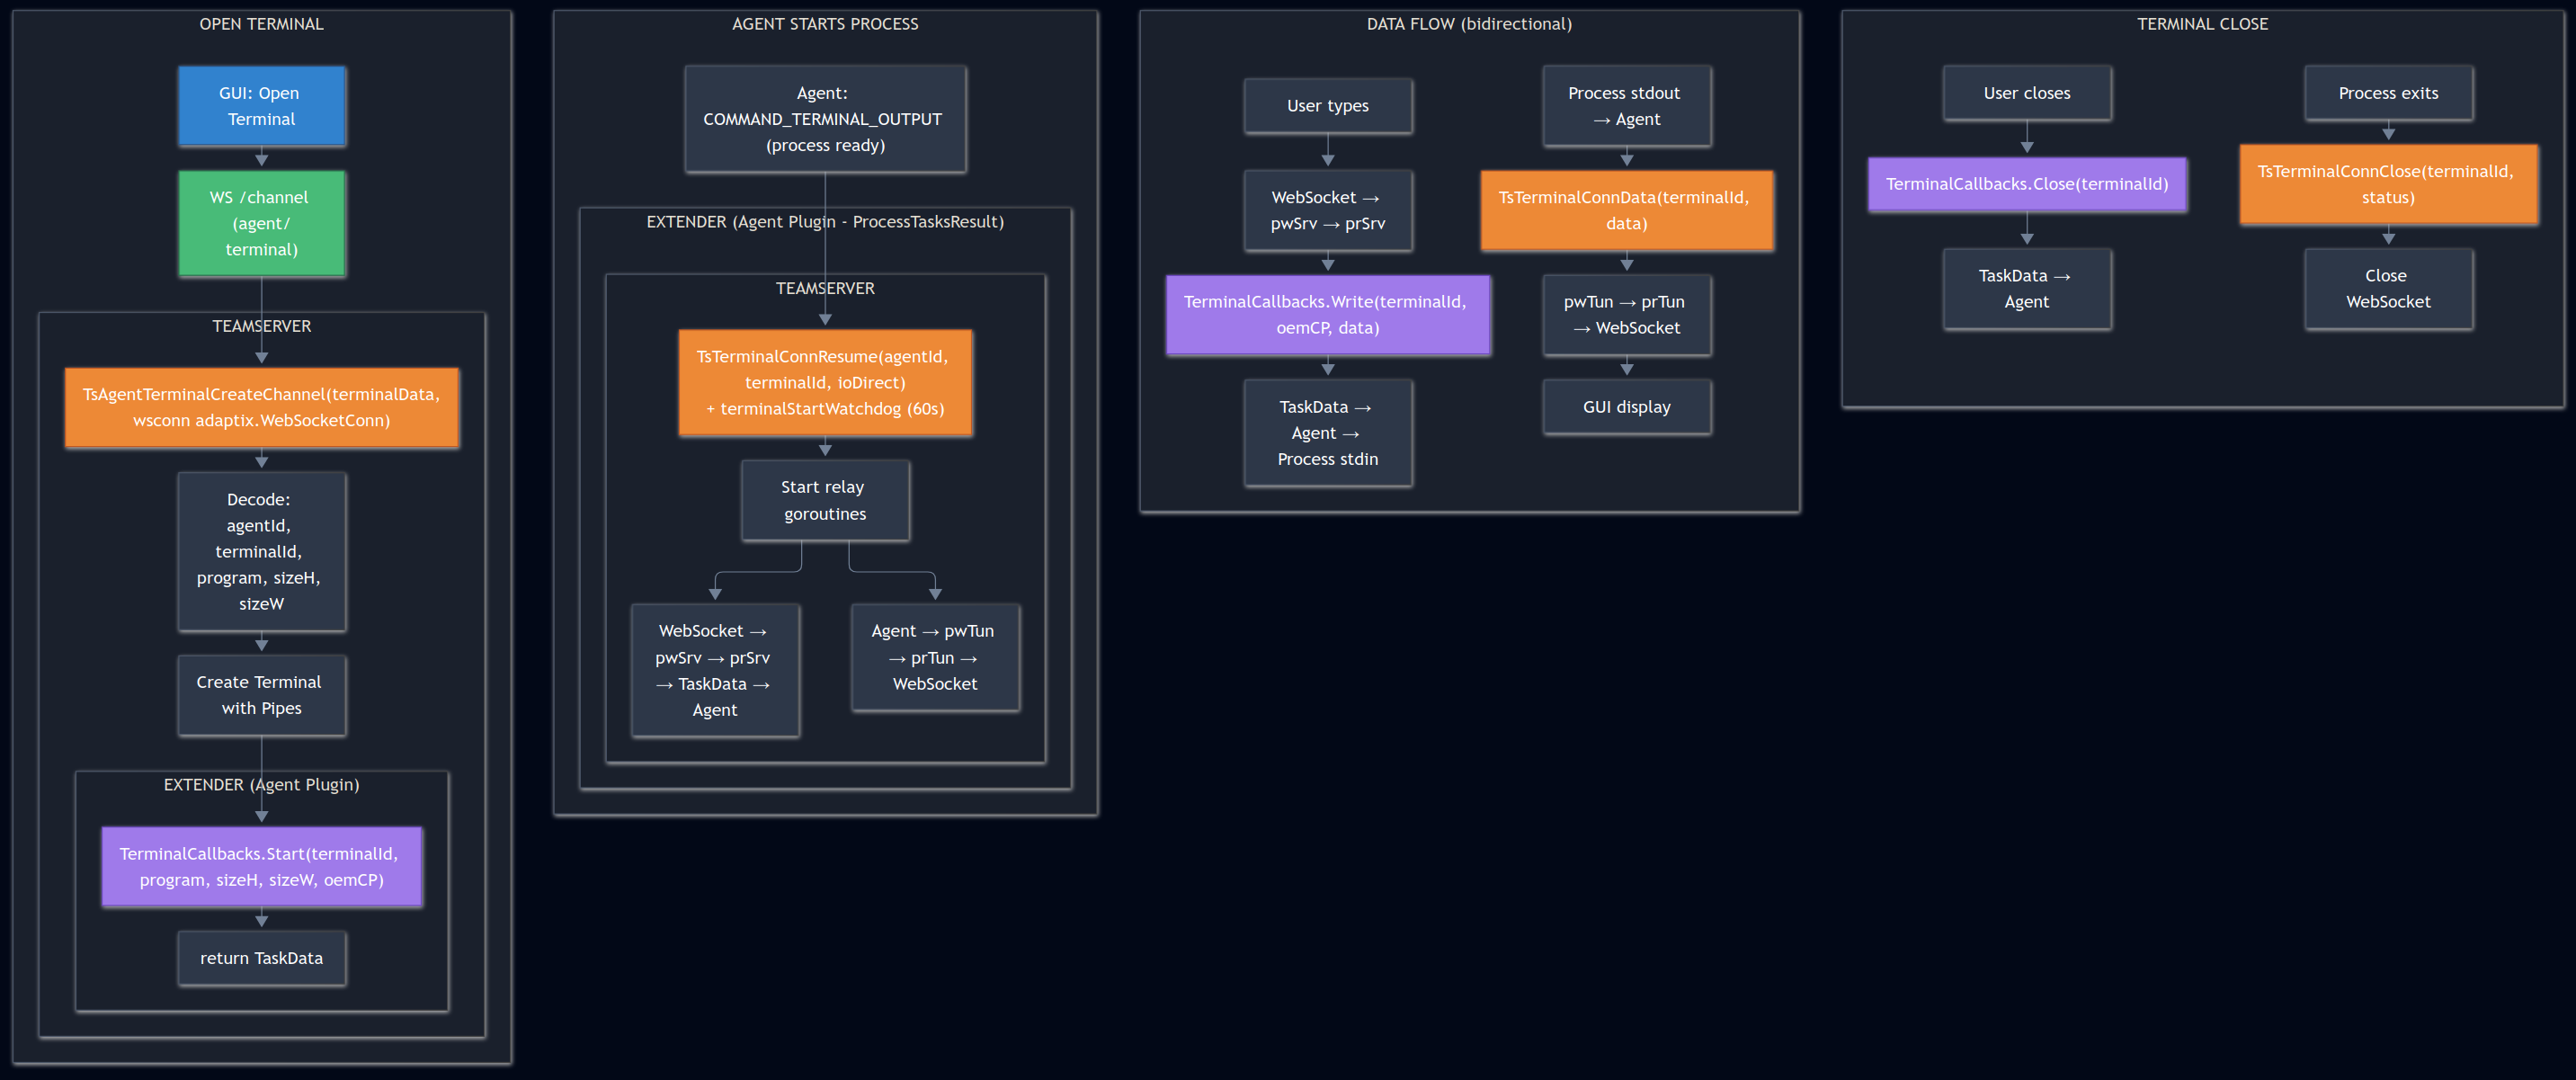 OPEN TERMINAL
GUI: Open
Terminal
WS /channel
(agent/
terminal)
TEAMSERVER
TsAgentTerminalCreateChannel(terminalData,
wsconn adaptix.WebSocketConn)
Decode:
agentId,
terminalId,
program, sizeH,
sizeW
Create Terminal
with Pipes
EXTENDER (Agent Plugin)
TerminalCallbacks.Start(terminalId,
program, sizeH, sizeW, oemCP)
return TaskData
AGENT STARTS PROCESS
Agent:
COMMAND_TERMINAL_OUTPUT
(process ready)
EXTENDER (Agent Plugin - ProcessTasksResult)
TEAMSERVER
TsTerminalConnResume(agentId,
terminalId, ioDirect)
+ terminalStartWatchdog (60s)
Start relay
goroutines
WebSocket →
pwSrv → prSrv
→ TaskData →
Agent
Agent → pwTun
→ prTun →
WebSocket
DATA FLOW (bidirectional)
User types
WebSocket →
pwSrv → prSrv
TerminalCallbacks.Write(terminalId,
oemCP, data)
TaskData →
Agent →
Process stdin
Process stdout
→ Agent
TsTerminalConnData(terminalId,
data)
pwTun → prTun
→ WebSocket
GUI display
TERMINAL CLOSE
User closes
TerminalCallbacks.Close(terminalId)
TaskData →
Agent
Process exits
TsTerminalConnClose(terminalId,
status)
Close
WebSocket